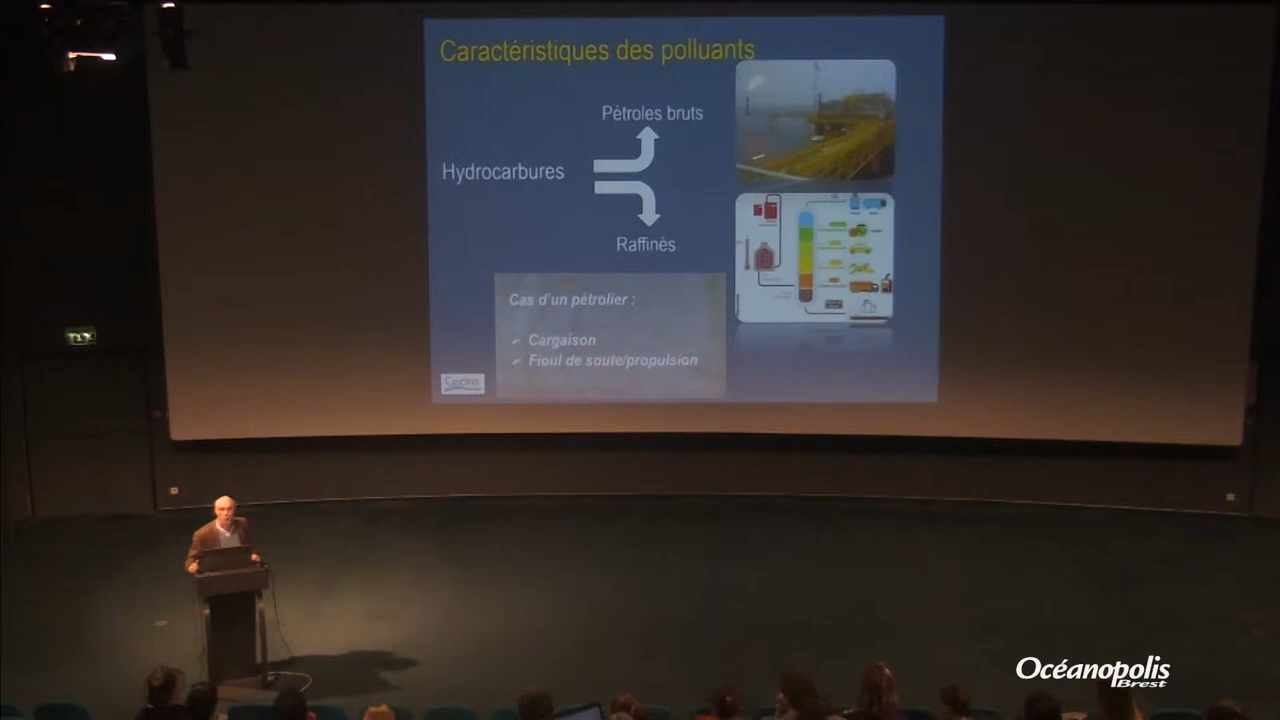 Caractéristiques des polluants
Pétroles bruts
Hydrocarbures
Raffinés
Cas d'un pétrolier :
➢ Cargaison
➢ Fioul de soute/propulsion
Océanopolis
Brest